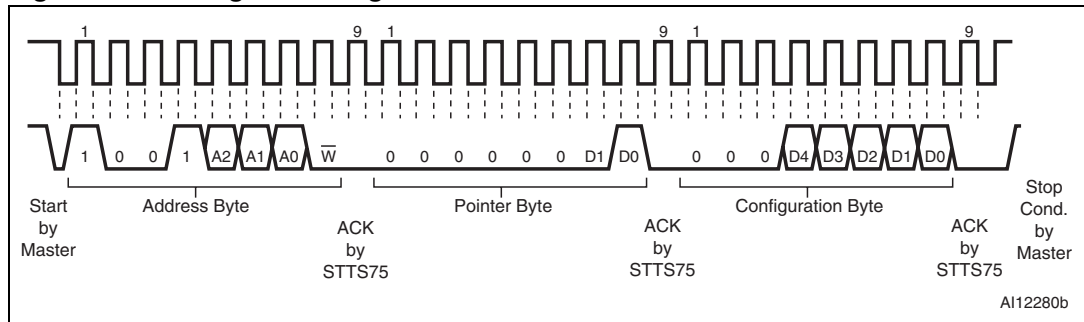 1 9 1 9 1 9
1 0 0 1 A2 A1 A0 W 0 0 0 0 0 0 D1 D0 0 0 0 D4 D3 D2 D1 D0
Start
by
Master
Address Byte
ACK
by
STTS75
Pointer Byte
ACK
by
STTS75
Configuration Byte
ACK
by
STTS75
Stop
Cond.
by
Master
AI12280b